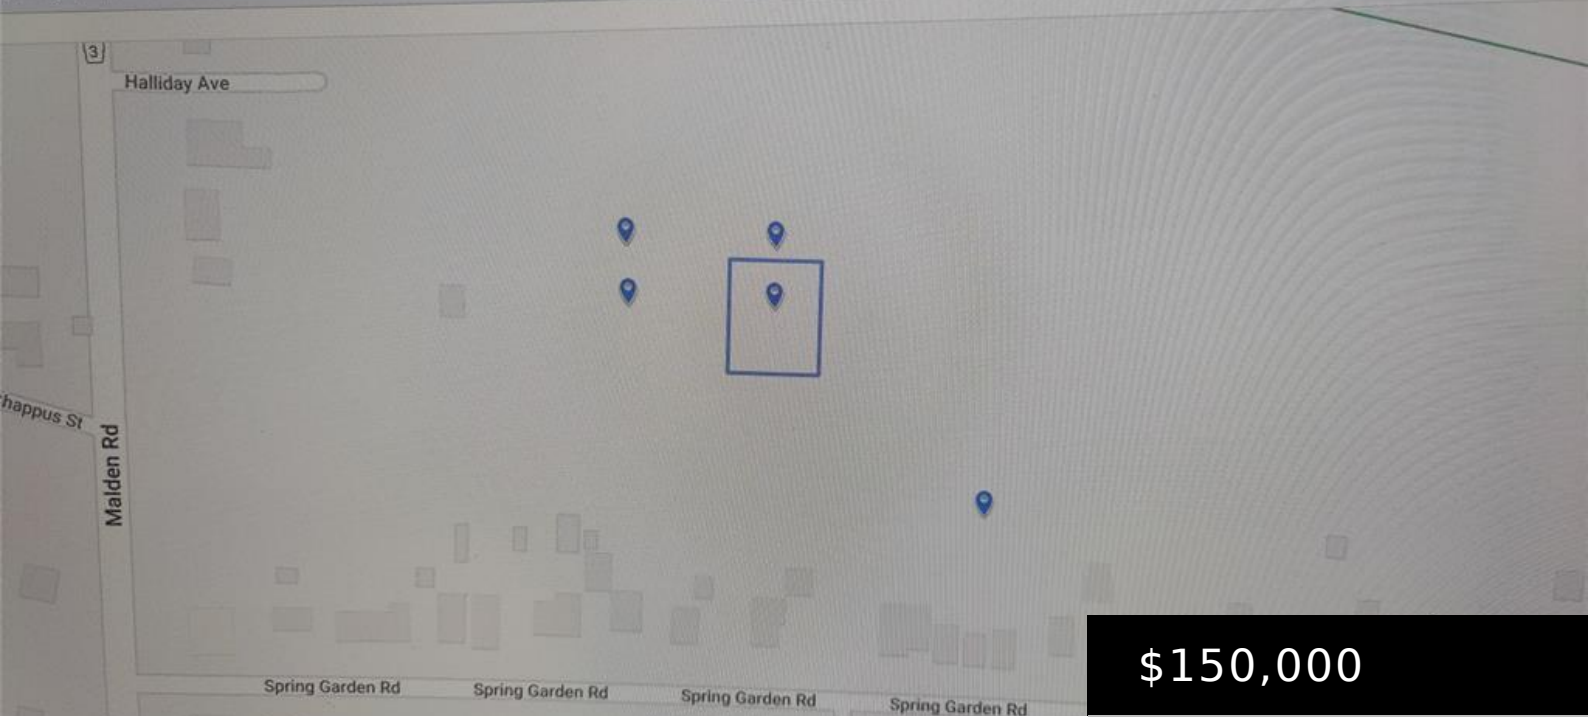 3
Halliday Ave
happus St
Malden Rd
Spring Garden Rd
Spring Garden Rd
Spring Garden Rd
Spring Garden Rd
$150,000